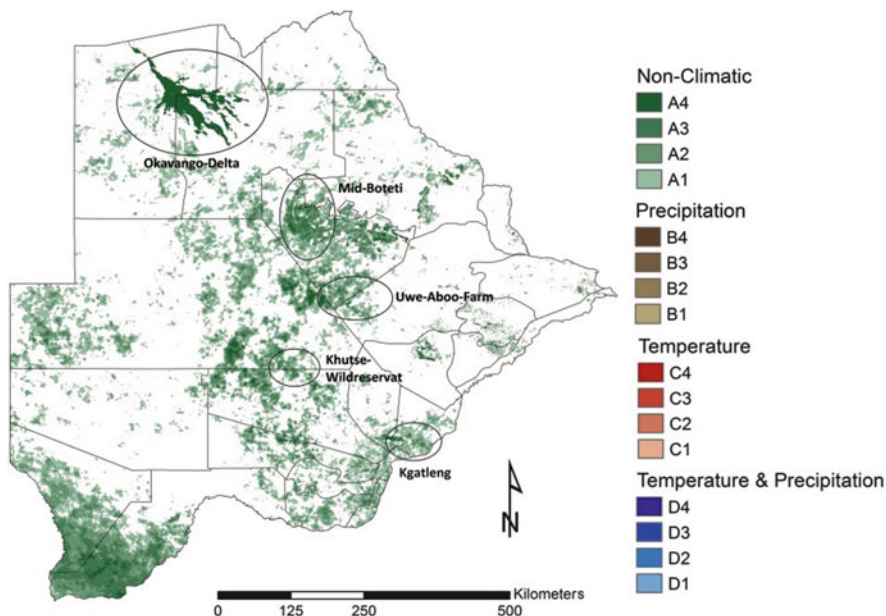 Okavango-Delta
Mid-Boteti
Uwe-Aboo-Farm
Khutse-
Wildreservat
Kgatleng
N
0 125 250 500 Kilometers
Non-Climatic
A4
A3
A2
A1
Precipitation
B4
B3
B2
B1
Temperature
C4
C3
C2
C1
Temperature & Precipitation
D4
D3
D2
D1